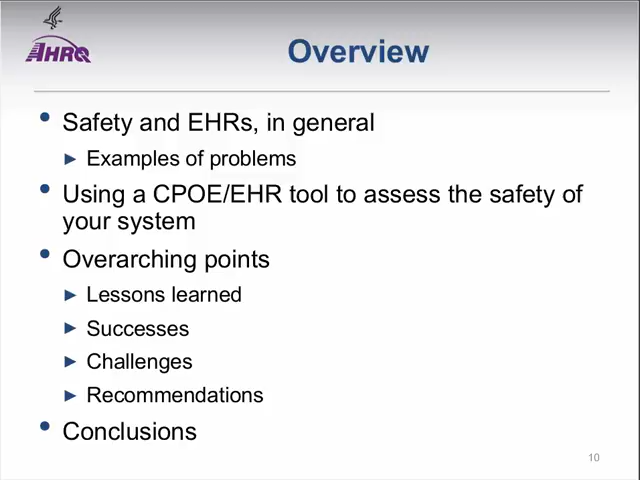 AHRQ
Overview
• Safety and EHRs, in general
► Examples of problems
• Using a CPOE/EHR tool to assess the safety of
your system
• Overarching points
► Lessons learned
► Successes
► Challenges
► Recommendations
• Conclusions
10